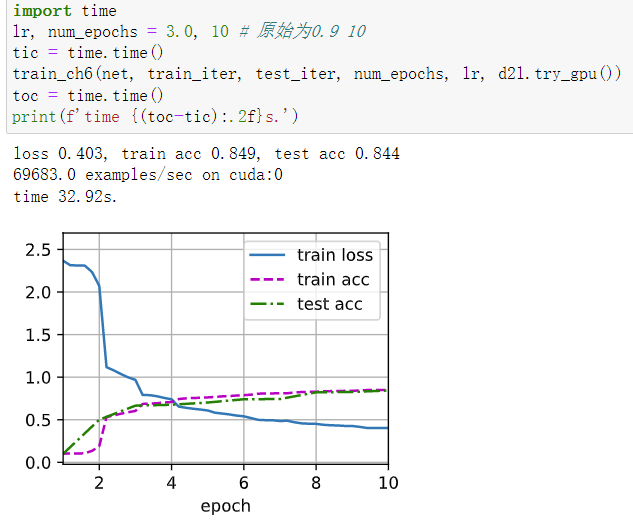 import time
lr, num_epochs = 3.0, 10 # 原始为0.9 10
tic = time.time()
train_ch6(net, train_iter, test_iter, num_epochs, lr, d2l.try_gpu())
toc = time.time()
print(f'time {(toc-tic):.2f}s.')
loss 0.403, train acc 0.849, test acc 0.844
69683.0 examples/sec on cuda:0
time 32.92s.
train loss
train acc
test acc
2.5
2.0
1.5
1.0
0.5
0.0
2 4 6 8 10
epoch